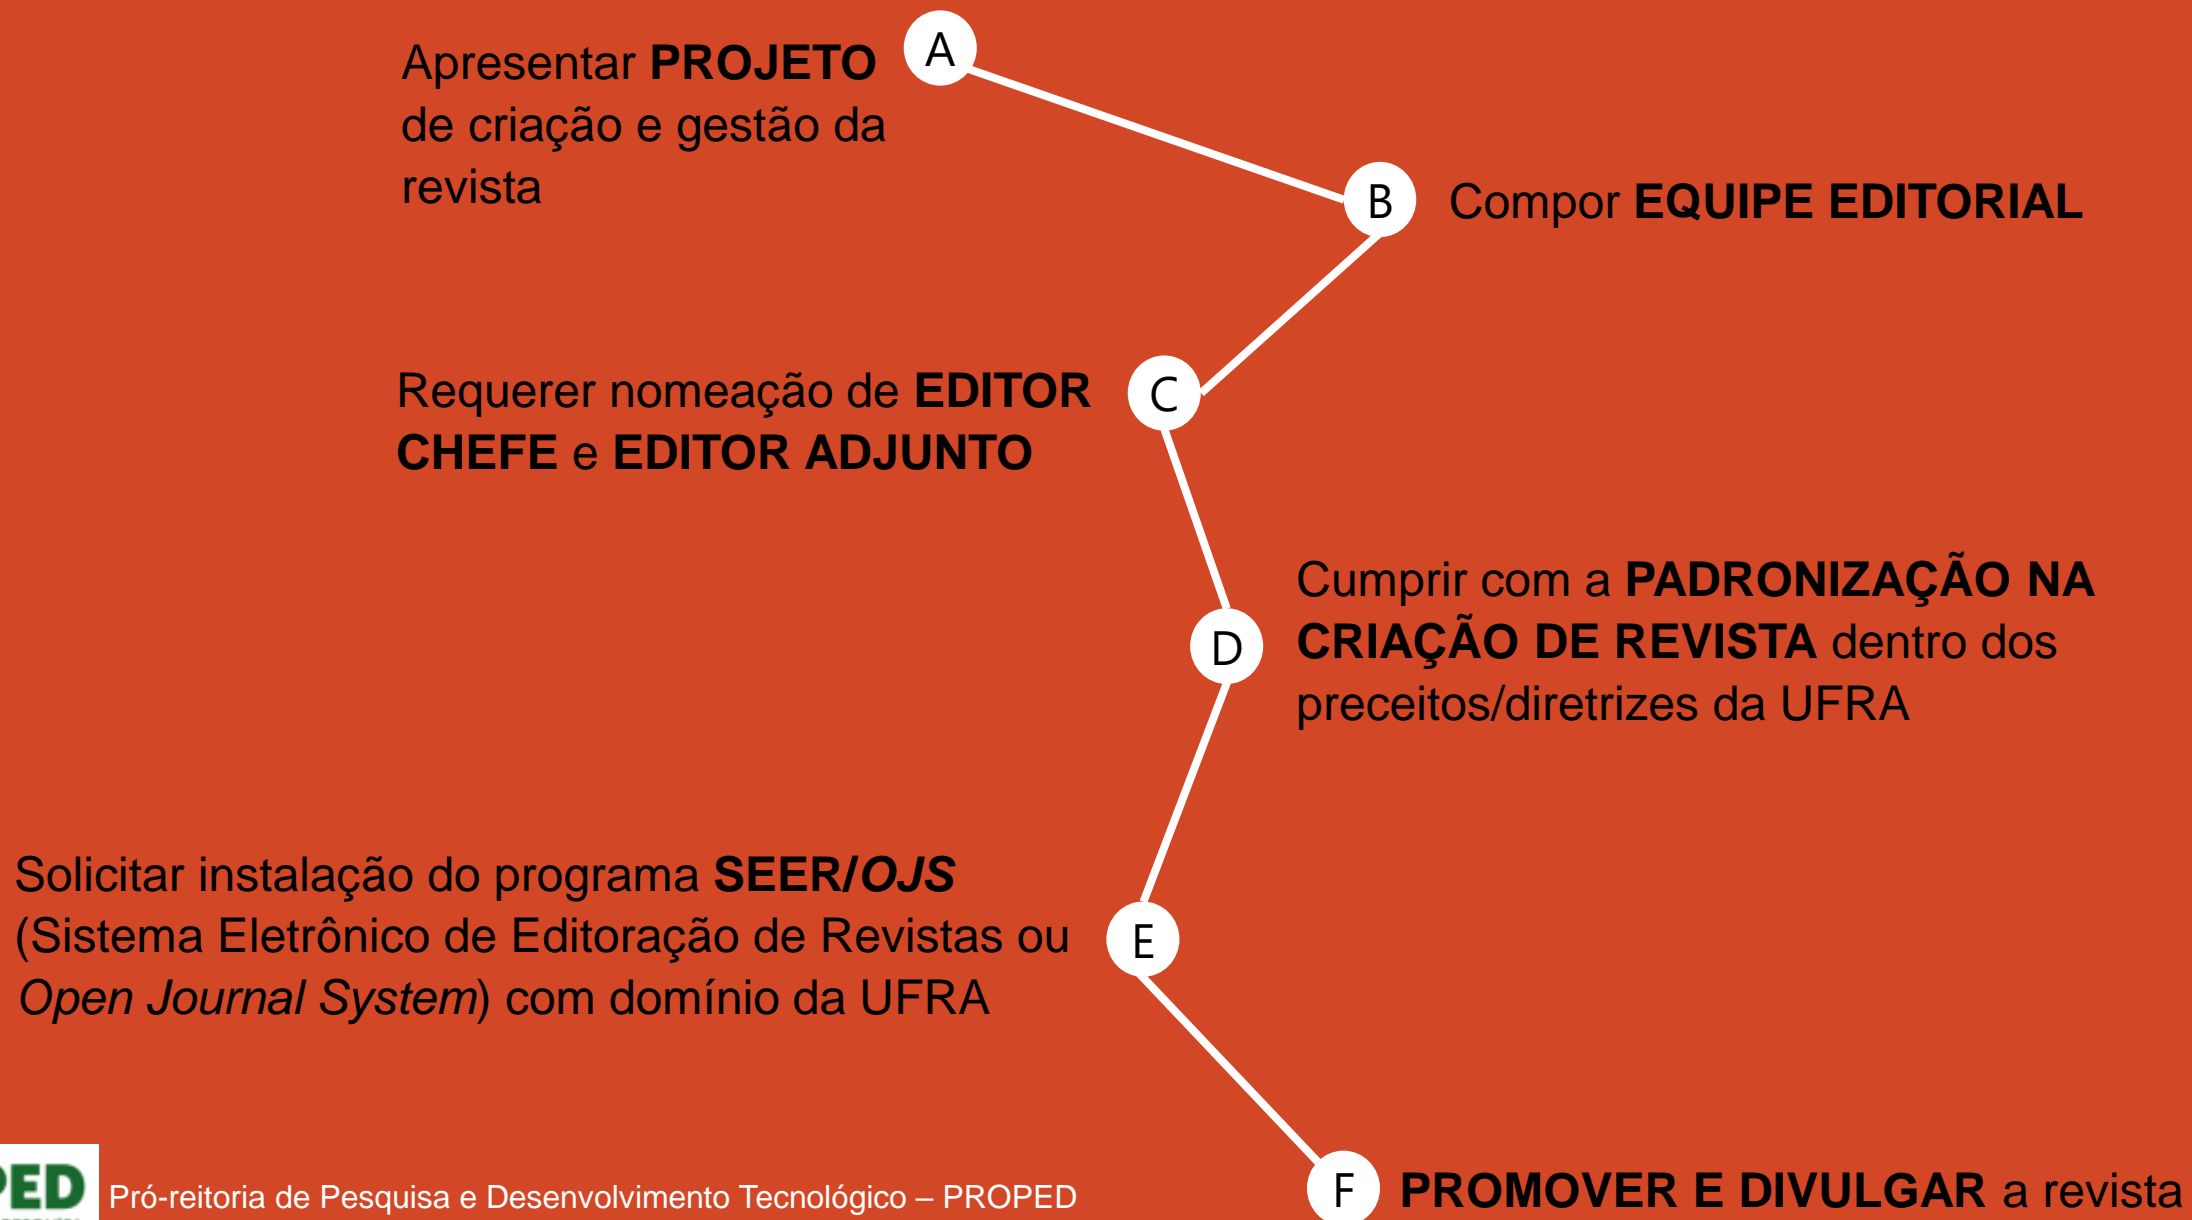 A
Apresentar PROJETO
de criação e gestão da
revista
B
Compor EQUIPE EDITORIAL
C
Requerer nomeação de EDITOR
CHEFE e EDITOR ADJUNTO
D
Cumprir com a PADRONIZAÇÃO NA
CRIAÇÃO DE REVISTA dentro dos
preceitos/diretrizes da UFRA
E
Solicitar instalação do programa SEER/OJS
(Sistema Eletrônico de Editoração de Revistas ou
Open Journal System) com domínio da UFRA
F
PROMOVER E DIVULGAR a revista
PED
Pró-reitoria de Pesquisa e Desenvolvimento Tecnológico – PROPED